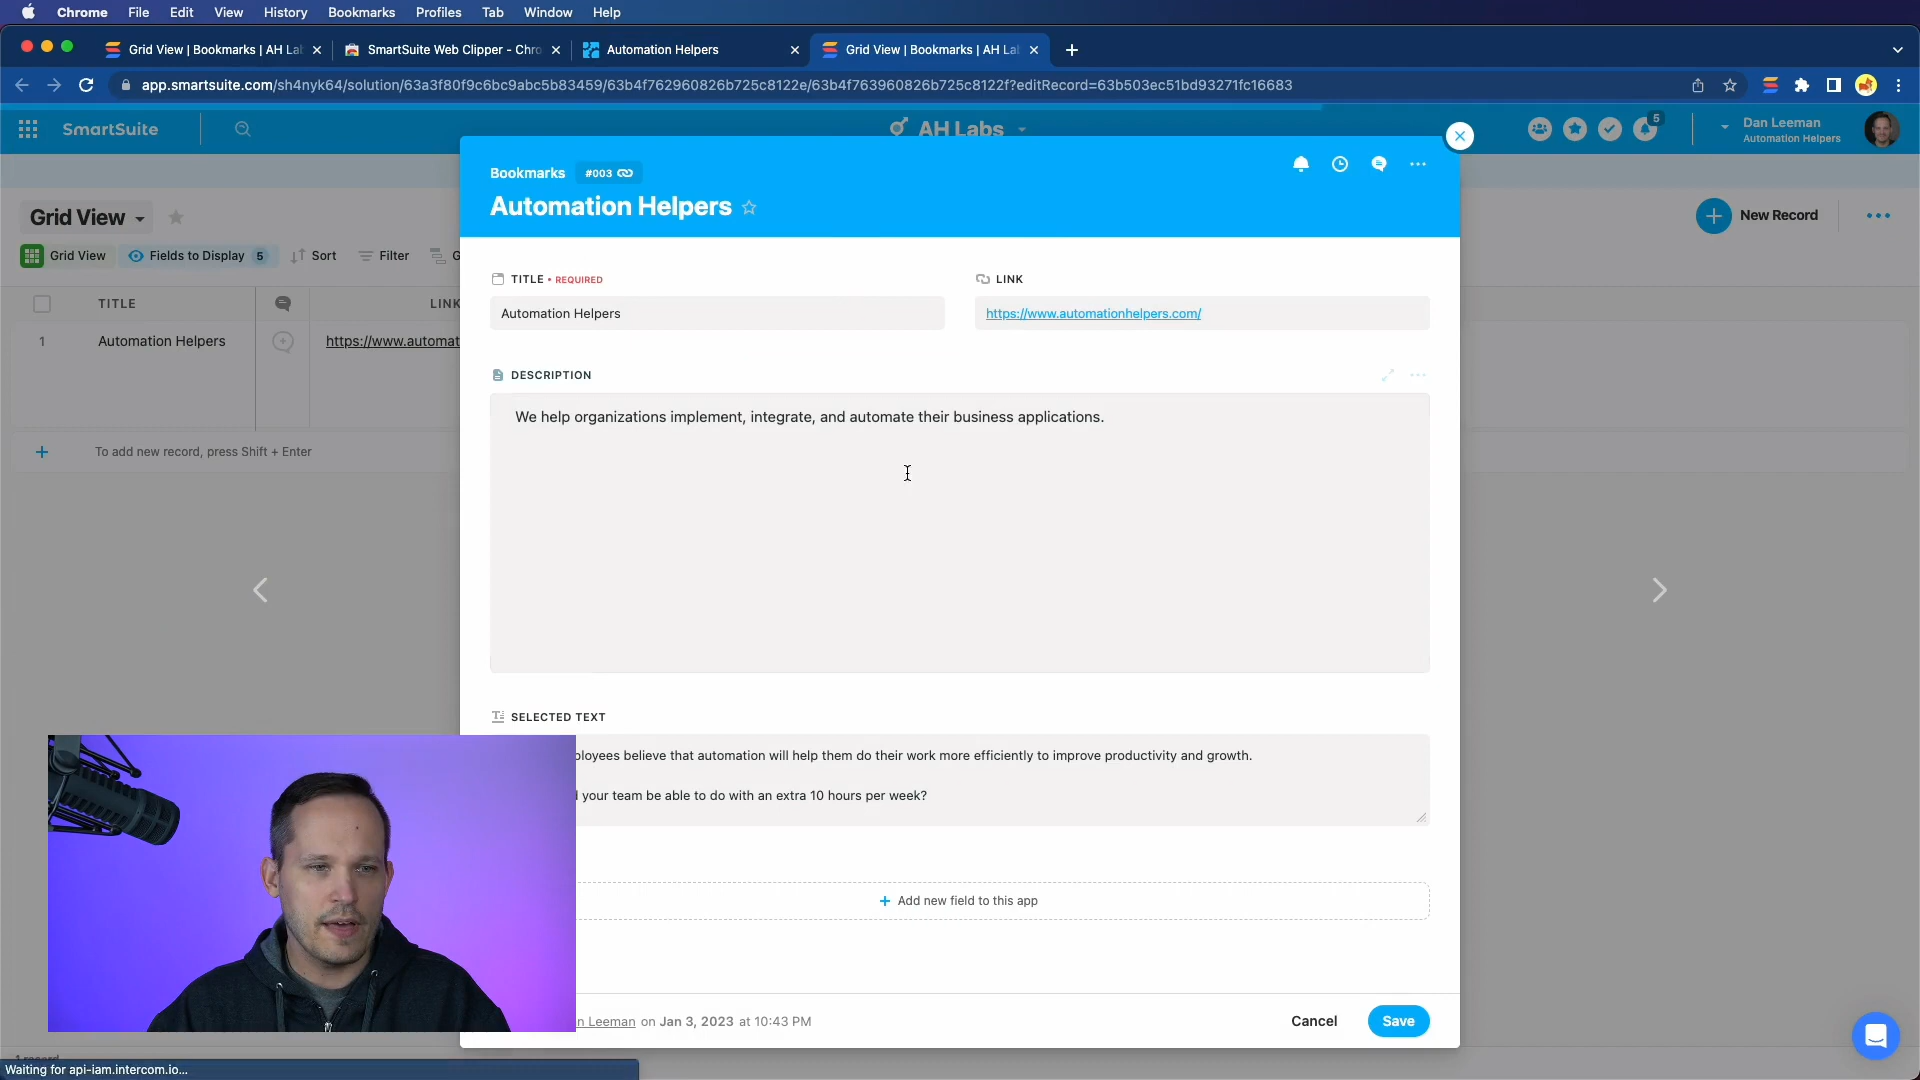 Chrome File Edit View History Bookmarks Profiles Tab Window Help
Grid View | Bookmarks | AH La
SmartSuite Web Clipper - Chro
Automation Helpers
Grid View | Bookmarks | AH La
app.smartsuite.com/sh4nyk64/solution/63a3f80f9c6bc9abc5b83459/63b4f762960826b725c8122e/63b4f763960826b725c8122f?editRecord=63b503ec51bd93271fc16683
SmartSuite
AH Labs
5
Dan Leeman
Automation Helpers
Bookmarks #003
Automation Helpers
Grid View
New Record
Grid View Fields to Display 5 Sort Filter G
TITLE • REQUIRED
LINK
TITLE
LINK
Automation Helpers
https://www.automationhelpers.com/
1 Automation Helpers https://www.automat
DESCRIPTION
We help organizations implement, integrate, and automate their business applications.
To add new record, press Shift + Enter
SELECTED TEXT
ployees believe that automation will help them do their work more efficiently to improve productivity and growth.
your team be able to do with an extra 10 hours per week?
Add new field to this app
n Leeman on Jan 3, 2023 at 10:43 PM
Cancel
Save
1 record
Waiting for api-iam.intercom.io...